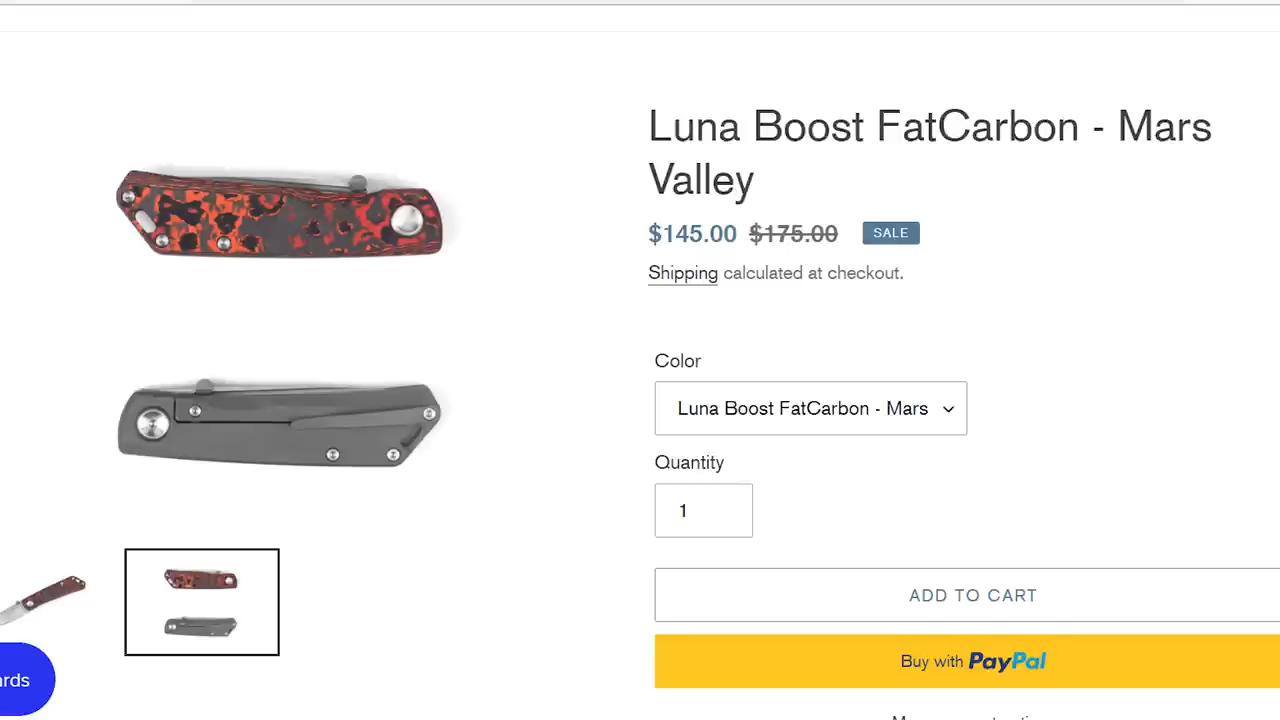 Luna Boost FatCarbon - Mars
Valley
$145.00 $175.00 SALE
Shipping calculated at checkout.
Color
Luna Boost FatCarbon - Mars
Quantity
1
ADD TO CART
Buy with PayPal
ards